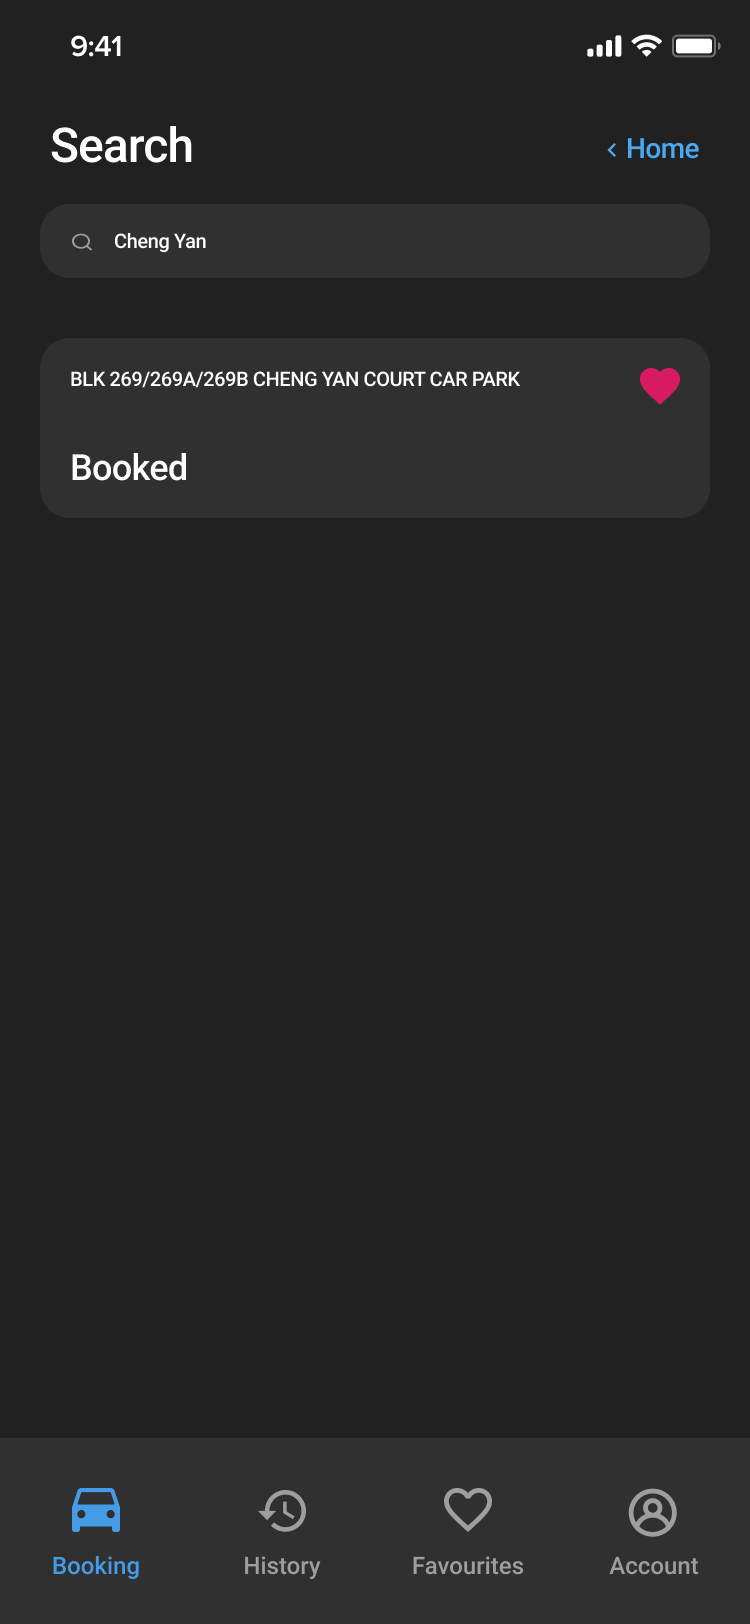 9:41
Search
Home
Cheng Yan
BLK 269/269A/269B CHENG YAN COURT CAR PARK
Booked
Booking
History
Favourites
Account